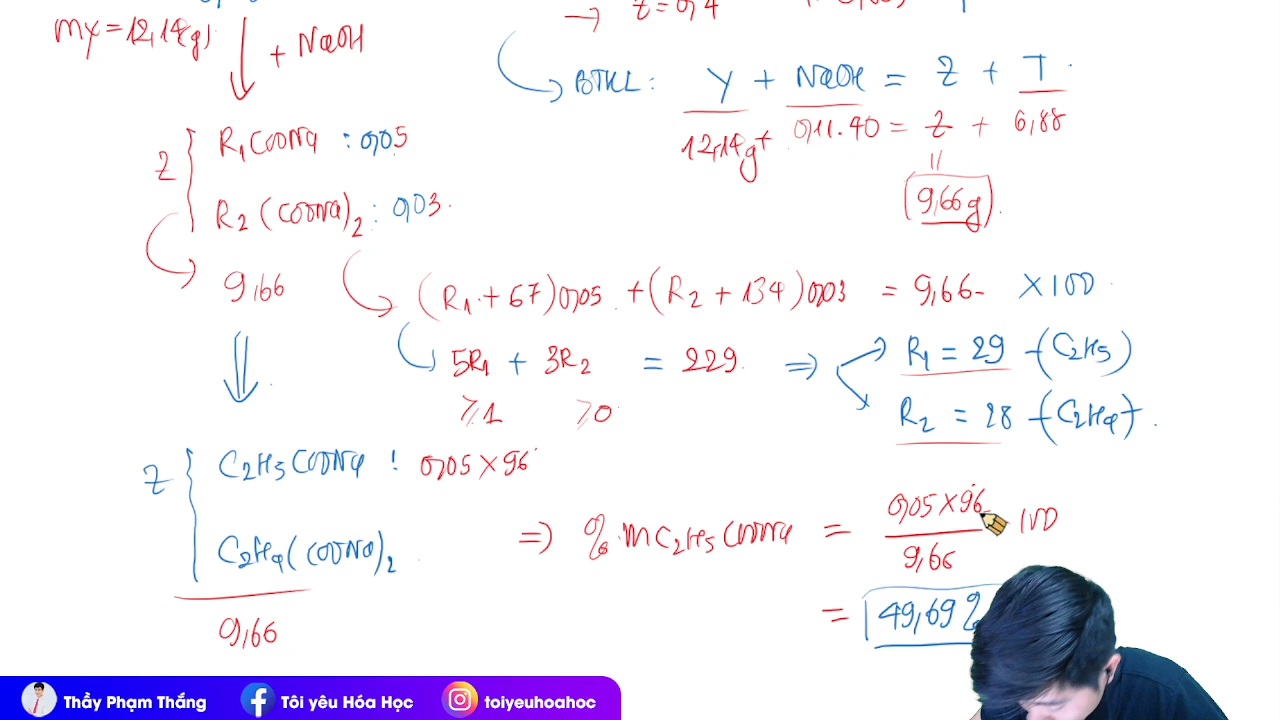 → z = 0,4
mY = 12,14(g) + NaOH
BTKL: Y + NaOH = Z + T
12,14g + 0,11.40 = Z + 6,88
"
9,66g
Z { R1COONa : 0,05
R2(COONa)2 : 0,03
9,66
(R1 + 67)0,05 + (R2 + 134)0,03 = 9,66 ×100
5R1 + 3R2 = 229 ⇒ R1 = 29 -(C2H5)
⩾1 ⩾0
R2 = 28 -(C2H4)-
Z { C2H5COONa : 0,05 × 96
C2H4(COONa)2
9,66
⇒ % mC2H5COONa = 0,05 × 96 / 9,66 100
= 49,69%
Thầy Phạm Thắng Tôi yêu Hóa Học toiyeuhoahoc